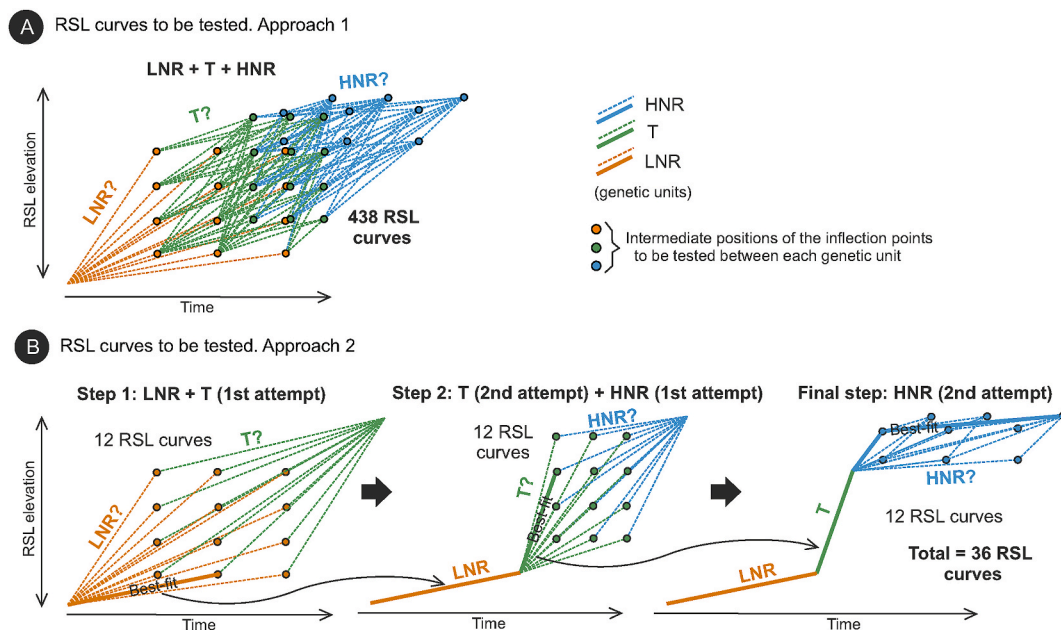 A
RSL curves to be tested. Approach 1
LNR + T + HNR
HNR?
T?
LNR?
RSL elevation
438 RSL
curves
Time
HNR
T
LNR
(genetic units)
Intermediate positions of the inflection points
to be tested between each genetic unit
B
RSL curves to be tested. Approach 2
Step 1: LNR + T (1st attempt)
12 RSL curves
T?
LNR?
RSL elevation
Best-fit
Time
Step 2: T (2nd attempt) + HNR (1st attempt)
HNR?
12 RSL
curves
T?
Best-fit
LNR
Time
Final step: HNR (2nd attempt)
Best-fit
HNR?
T
12 RSL curves
Total = 36 RSL
curves
LNR
Time